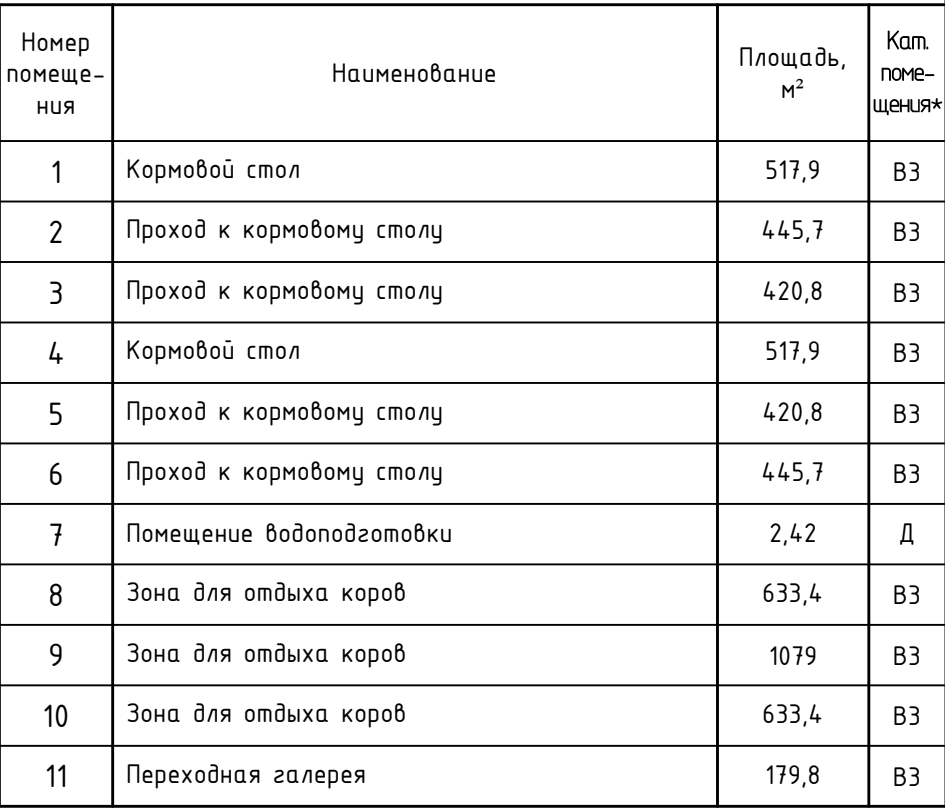 Номер помеще- ния Наименование Площадь, м² Кат. поме- щения*
1 Кормовой стол 517,9 В3
2 Проход к кормовому столу 445,7 В3
3 Проход к кормовому столу 420,8 В3
4 Кормовой стол 517,9 В3
5 Проход к кормовому столу 420,8 В3
6 Проход к кормовому столу 445,7 В3
7 Помещение водоподготовки 2,42 Д
8 Зона для отдыха коров 633,4 В3
9 Зона для отдыха коров 1079 В3
10 Зона для отдыха коров 633,4 В3
11 Переходная галерея 179,8 В3